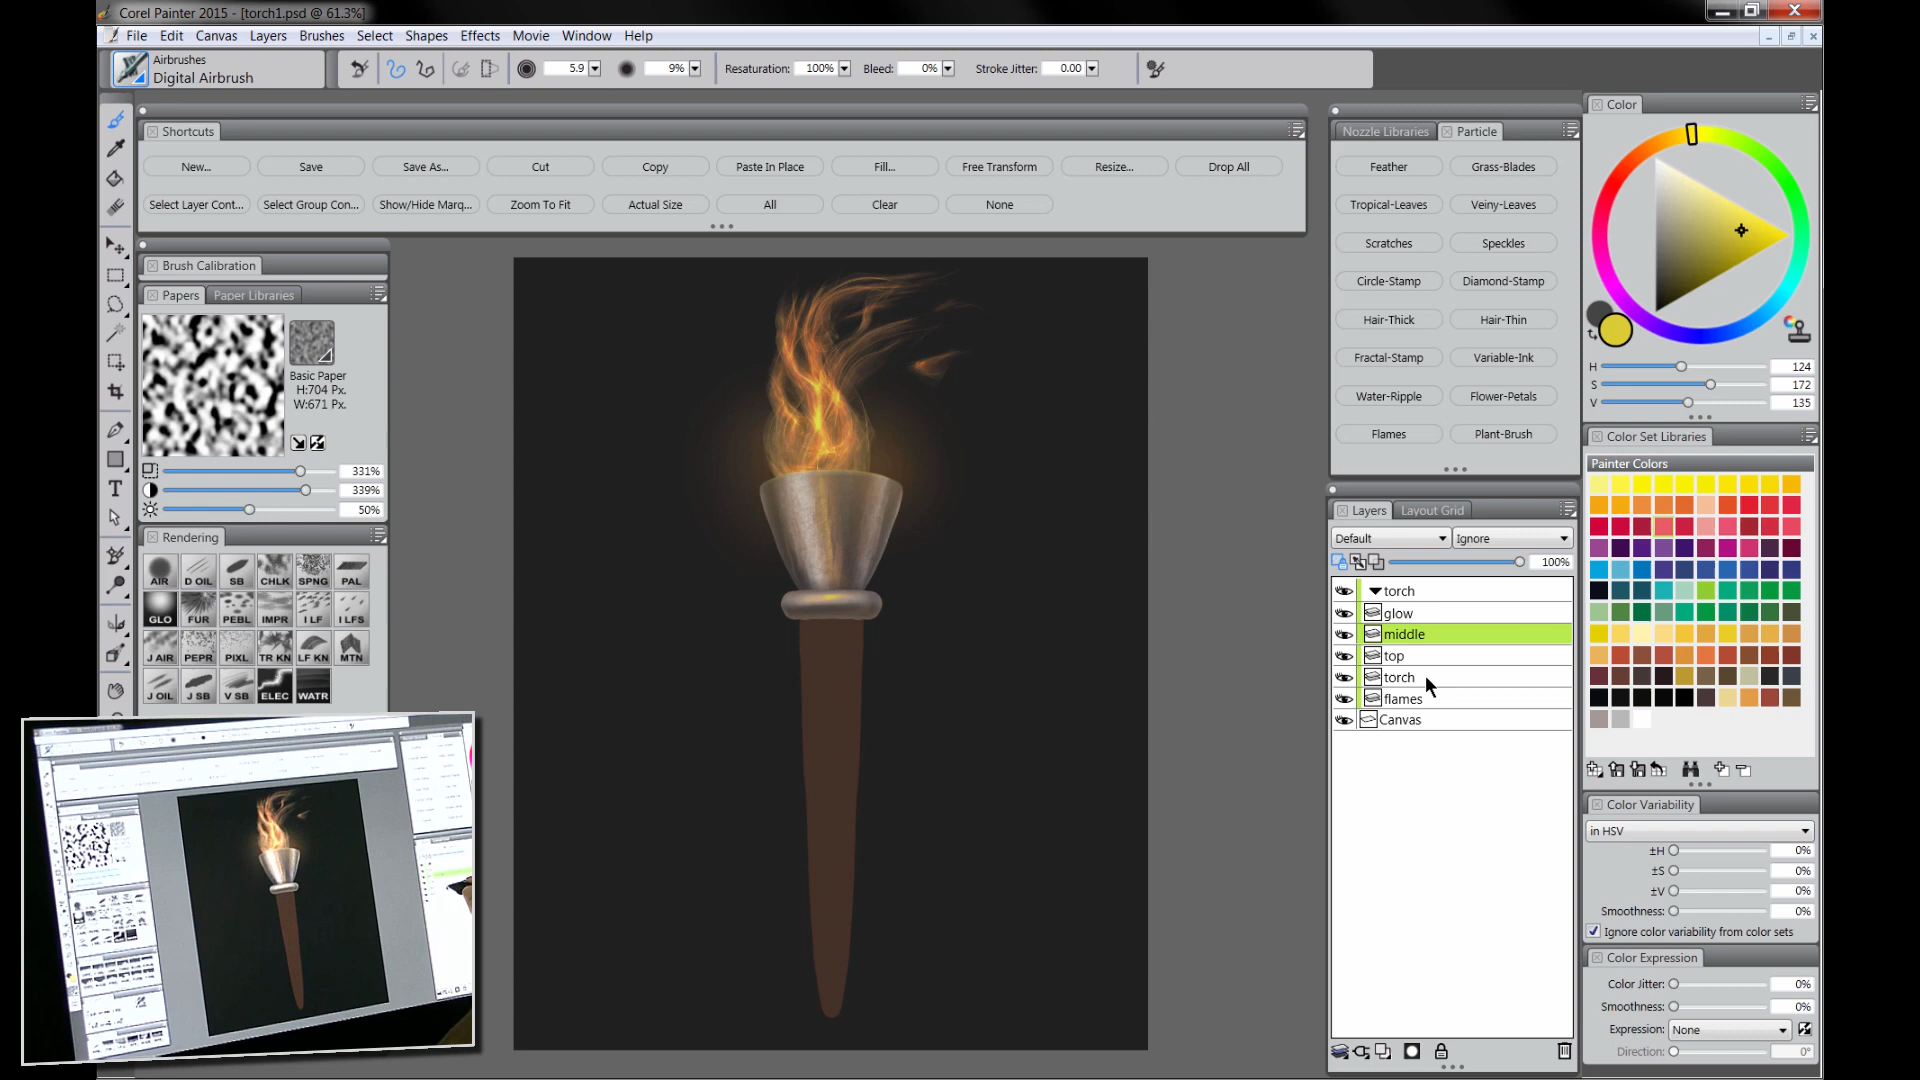 Corel Painter 2015 - [torch1.psd @ 61.3%]
File Edit Canvas Layers Brushes Select Shapes Effects Movie Window Help
Airbrushes
Digital Airbrush
5.9 9% Resaturation: 100% Bleed: 0% Stroke Jitter: 0.00
Shortcuts
New... Save Save As... Cut Copy Paste In Place Fill... Free Transform Resize... Drop All
Select Layer Cont... Select Group Con... Show/Hide Marq... Zoom To Fit Actual Size All Clear None
Brush Calibration
Papers Paper Libraries
Basic Paper
H:704 Px.
W:671 Px.
331%
339%
50%
Rendering
AIR D OIL SB CHLK SPNG PAL
GLO FUR PEBL IMPR I LF I LFS
J AIR PEPR PIXL TR KN LF KN MTN
J OIL J SB V SB ELEC WATR
Nozzle Libraries Particle
Feather Grass-Blades
Tropical-Leaves Veiny-Leaves
Scratches Speckles
Circle-Stamp Diamond-Stamp
Hair-Thick Hair-Thin
Fractal-Stamp Variable-Ink
Water-Ripple Flower-Petals
Flames Plant-Brush
Layers Layout Grid
Default Ignore
100%
torch
glow
middle
top
torch
flames
Canvas
Color
H 124
S 172
V 135
Color Set Libraries
Painter Colors
Color Variability
in HSV
±H 0%
±S 0%
±V 0%
Smoothness: 0%
Ignore color variability from color sets
Color Expression
Color Jitter: 0%
Smoothness: 0%
Expression: None
Direction: 0°